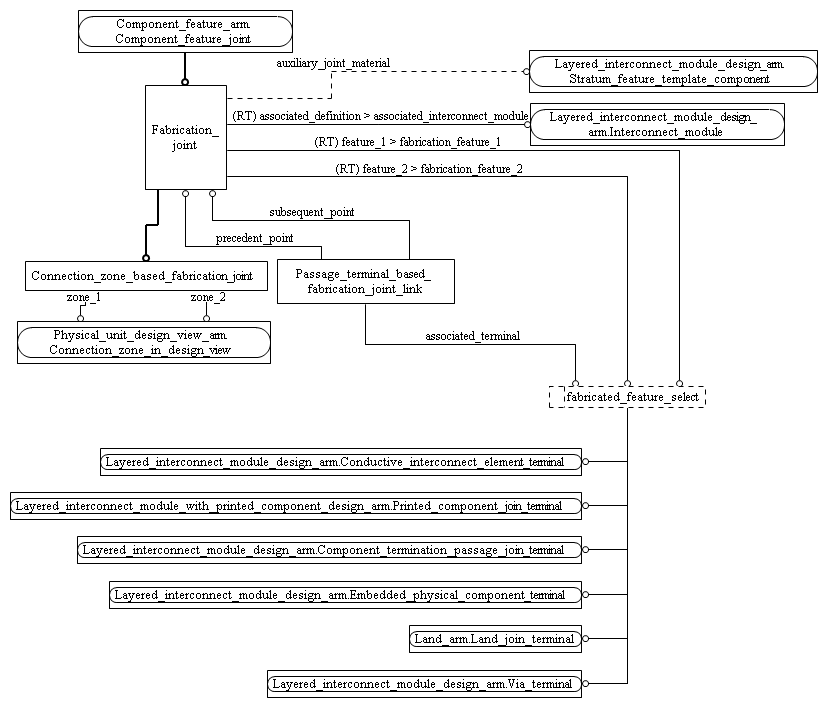 Component_feature_arm.
Component_feature_joint
auxiliary_joint_material
Layered_interconnect_module_design_arm.
Stratum_feature_template_component
(RT) associated_definition > associated_interconnect_module
Layered_interconnect_module_design_
arm.Interconnect_module
Fabrication_
joint
(RT) feature_1 > fabrication_feature_1
(RT) feature_2 > fabrication_feature_2
subsequent_point
precedent_point
Connection_zone_based_fabrication_joint
Passage_terminal_based_
fabrication_joint_link
zone_1
zone_2
Physical_unit_design_view_arm.
Connection_zone_in_design_view
associated_terminal
fabricated_feature_select
Layered_interconnect_module_design_arm.Conductive_interconnect_element_terminal
Layered_interconnect_module_with_printed_component_design_arm.Printed_component_join_terminal
Layered_interconnect_module_design_arm.Component_termination_passage_join_terminal
Layered_interconnect_module_design_arm.Embedded_physical_component_terminal
Land_arm.Land_join_terminal
Layered_interconnect_module_design_arm.Via_terminal